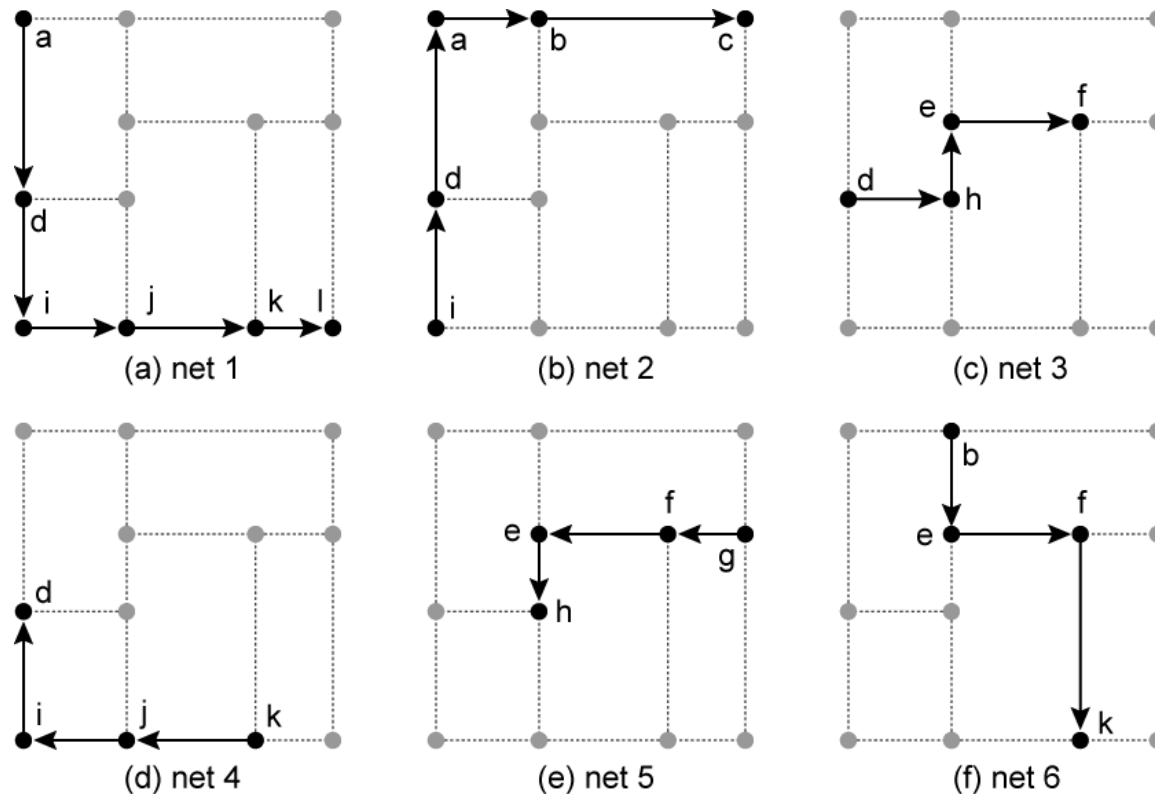 a
d
i j k l
(a) net 1
a b c
d
i
(b) net 2
e f
d h
(c) net 3
d
i j k
(d) net 4
e f g
h
(e) net 5
b
e f
k
(f) net 6